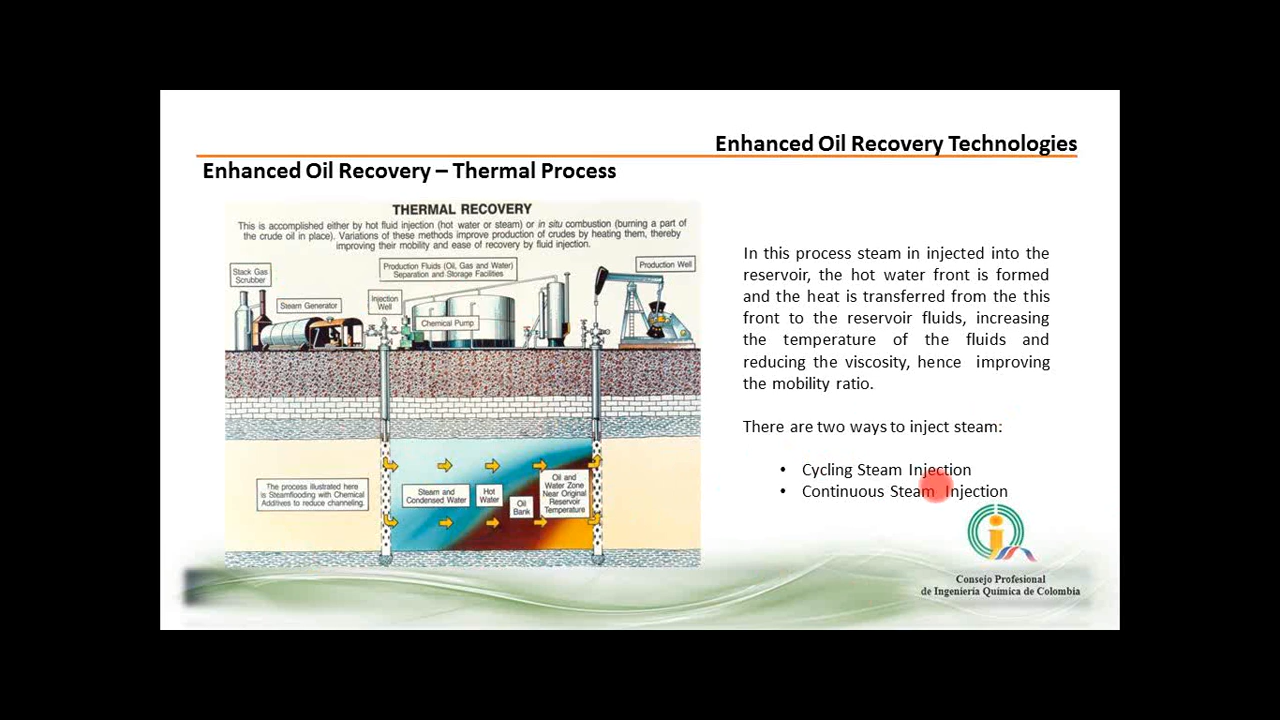 Enhanced Oil Recovery Technologies
Enhanced Oil Recovery – Thermal Process
THERMAL RECOVERY
This is accomplished either by hot fluid injection (hot water or steam) or in situ combustion (burning a part of
the crude oil in place). Variations of these methods improve production of crudes by heating them, thereby
improving their mobility and ease of recovery by fluid injection.
Stack Gas
Scrubber
Steam Generator
Injection
Well
Production Fluids (Oil, Gas and Water)
Separation and Storage Facilities
Chemical Pump
Production Well
The process illustrated here
is Steamflooding with Chemical
Additives to reduce channeling.
Steam and
Condensed Water
Hot
Water
Oil
Bank
Oil and
Water Zone
Near Original
Reservoir
Temperature
In this process steam in injected into the
reservoir, the hot water front is formed
and the heat is transferred from the this
front to the reservoir fluids, increasing
the temperature of the fluids and
reducing the viscosity, hence improving
the mobility ratio.
There are two ways to inject steam:
• Cycling Steam Injection
• Continuous Steam Injection
Consejo Profesional
de Ingeniería Química de Colombia